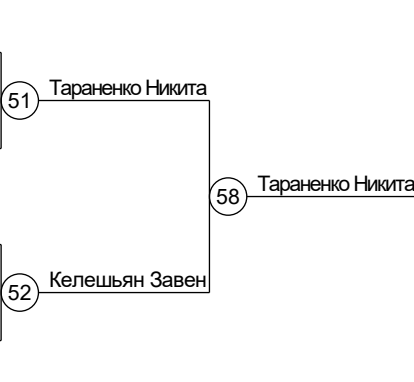 51 Тараненко Никита
58 Тараненко Никита
52 Келешьян Завен